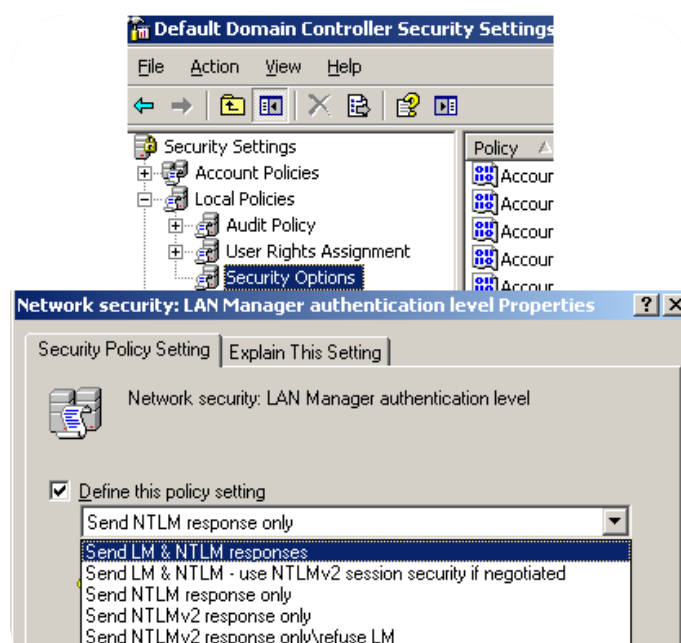 Default Domain Controller Security Settings
File Action View Help
Security Settings
Account Policies
Local Policies
Audit Policy
User Rights Assignment
Security Options
Policy
Accour
Accour
Accour
Accour
Accour
Network security: LAN Manager authentication level Properties
Security Policy Setting Explain This Setting
Network security: LAN Manager authentication level
Define this policy setting
Send NTLM response only
Send LM & NTLM responses
Send LM & NTLM - use NTLMv2 session security if negotiated
Send NTLM response only
Send NTLMv2 response only
Send NTLMv2 response only\refuse LM